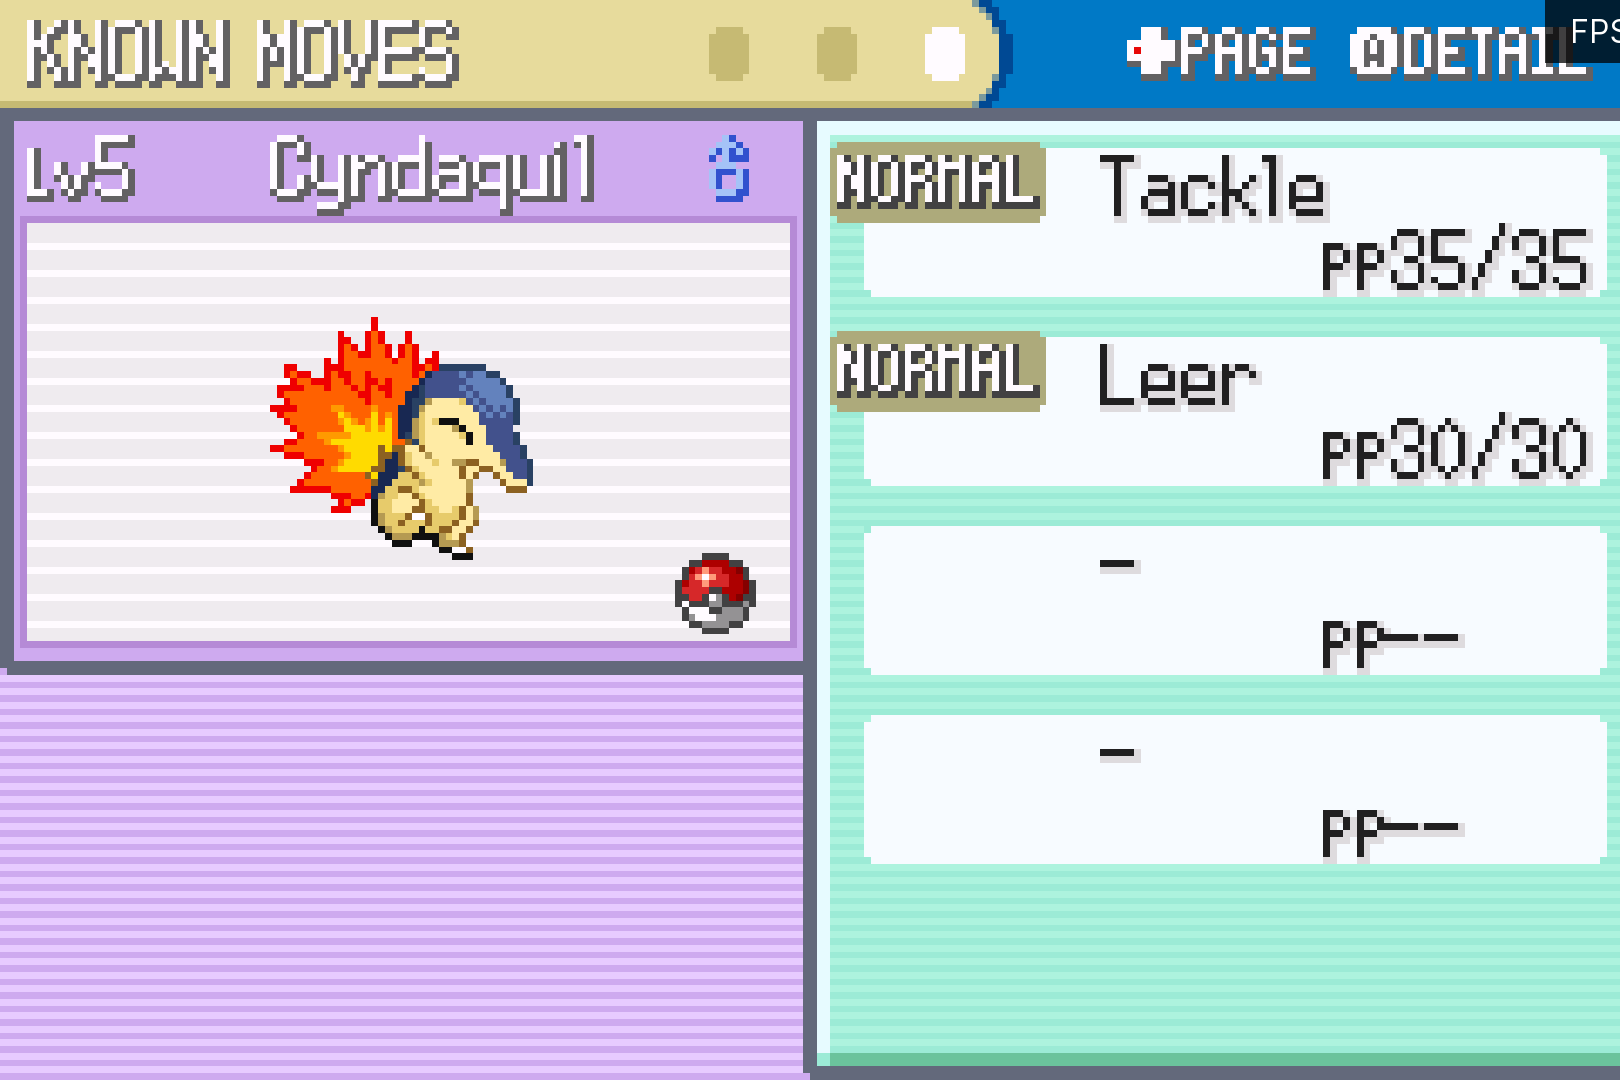 KNOWN MOVES
PAGE A DETAIL
FPS
Lv5 Cyndaquil ♂
NORMAL Tackle
PP35/35
NORMAL Leer
PP30/30
–
PP––
–
PP––